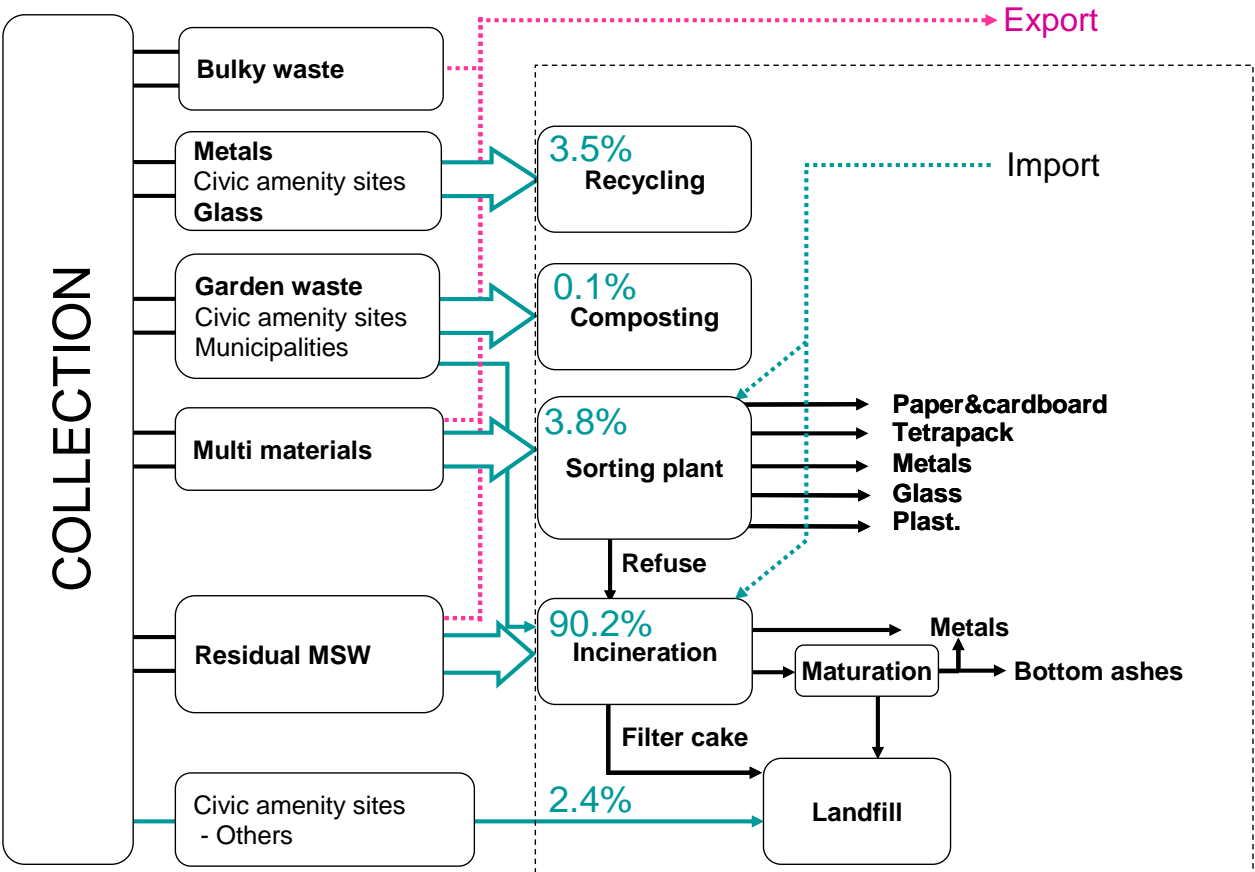 COLLECTION
Export
Bulky waste
Metals
Civic amenity sites
Glass
3.5%
Recycling
Import
Garden waste
Civic amenity sites
Municipalities
0.1%
Composting
Multi materials
3.8%
Sorting plant
Paper&cardboard
Tetrapack
Metals
Glass
Plast.
Refuse
Residual MSW
90.2%
Incineration
Metals
Maturation
Bottom ashes
Filter cake
Civic amenity sites
- Others
2.4%
Landfill